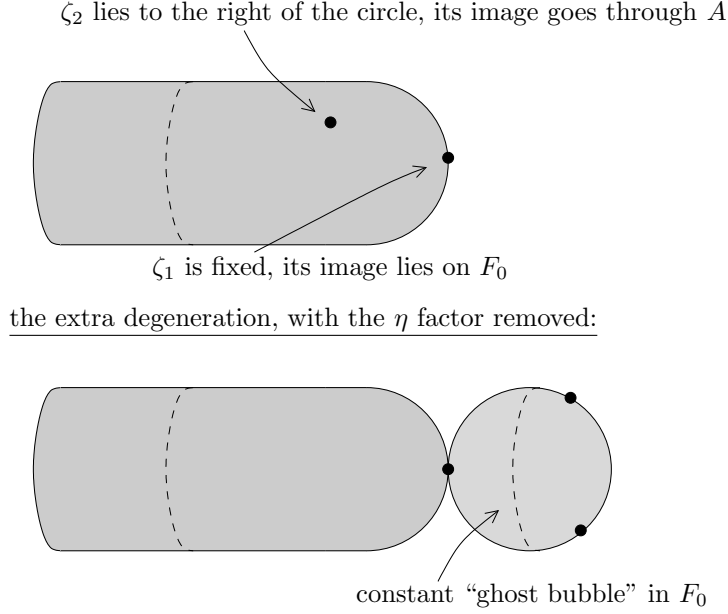 ζ₂ lies to the right of the circle, its image goes through A
ζ₁ is fixed, its image lies on F₀
the extra degeneration, with the η factor removed:
constant “ghost bubble” in F₀